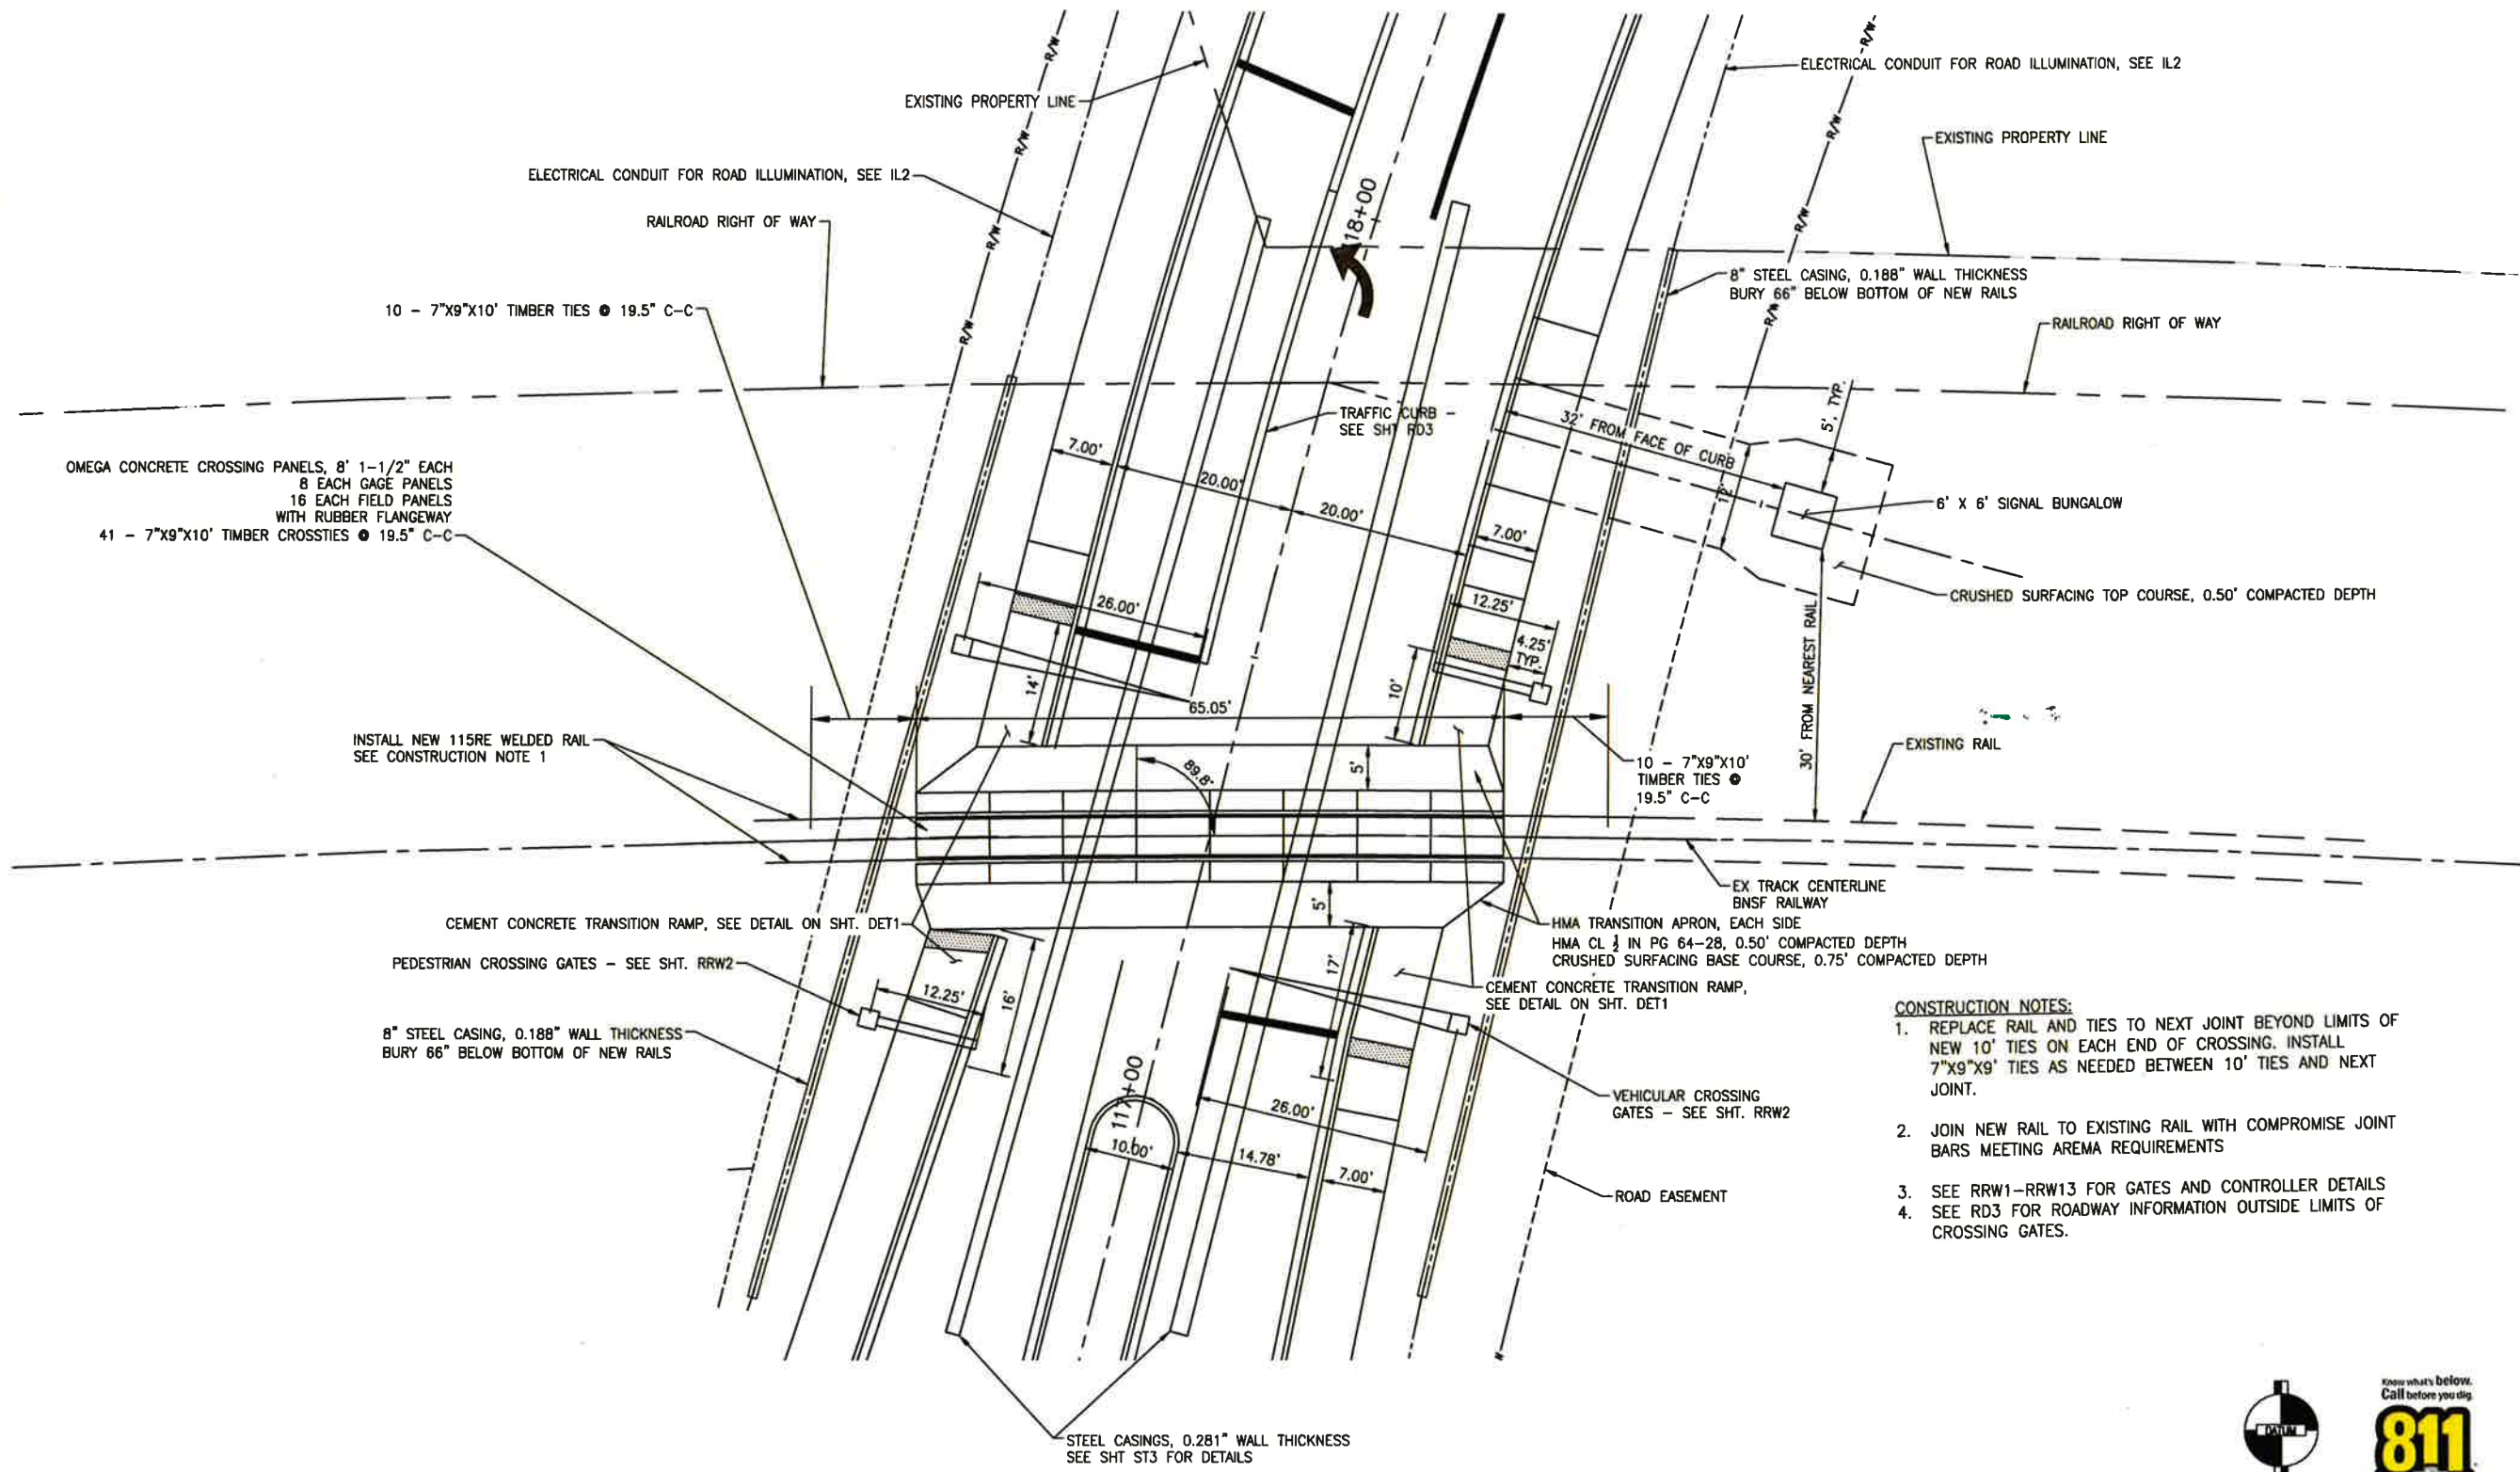 R/W
R/W
R/W
R/W
R/W
R/W
R/W
R/W
ELECTRICAL CONDUIT FOR ROAD ILLUMINATION, SEE IL2
EXISTING PROPERTY LINE
EXISTING PROPERTY LINE
ELECTRICAL CONDUIT FOR ROAD ILLUMINATION, SEE IL2
RAILROAD RIGHT OF WAY
118+00
8" STEEL CASING, 0.188" WALL THICKNESS
BURY 66" BELOW BOTTOM OF NEW RAILS
10 - 7"X9"X10' TIMBER TIES @ 19.5" C-C
RAILROAD RIGHT OF WAY
TRAFFIC CURB -
SEE SHT RD3
32' FROM FACE OF CURB
5', TYP.
12'
7.00'
20.00'
20.00'
7.00'
OMEGA CONCRETE CROSSING PANELS, 8' 1-1/2" EACH
8 EACH GAGE PANELS
16 EACH FIELD PANELS
WITH RUBBER FLANGEWAY
41 - 7"X9"X10' TIMBER CROSSTIES @ 19.5" C-C
6' X 6' SIGNAL BUNGALOW
CRUSHED SURFACING TOP COURSE, 0.50' COMPACTED DEPTH
26.00'
12.25'
4.25'
TYP.
14'
10'
65.05'
30' FROM NEAREST RAIL
INSTALL NEW 115RE WELDED RAIL
SEE CONSTRUCTION NOTE 1
EXISTING RAIL
10 - 7"X9"X10'
TIMBER TIES @
19.5" C-C
89.8°
5'
5'
EX TRACK CENTERLINE
BNSF RAILWAY
CEMENT CONCRETE TRANSITION RAMP, SEE DETAIL ON SHT. DET1
HMA TRANSITION APRON, EACH SIDE
HMA CL ½ IN PG 64-28, 0.50' COMPACTED DEPTH
CRUSHED SURFACING BASE COURSE, 0.75' COMPACTED DEPTH
PEDESTRIAN CROSSING GATES - SEE SHT. RRW2
CEMENT CONCRETE TRANSITION RAMP,
SEE DETAIL ON SHT. DET1
12.25'
16'
17'
8" STEEL CASING, 0.188" WALL THICKNESS
BURY 66" BELOW BOTTOM OF NEW RAILS
117+00
10.00'
14.78'
26.00'
7.00'
VEHICULAR CROSSING
GATES - SEE SHT. RRW2
ROAD EASEMENT
STEEL CASINGS, 0.281" WALL THICKNESS
SEE SHT ST3 FOR DETAILS
CONSTRUCTION NOTES:
1. REPLACE RAIL AND TIES TO NEXT JOINT BEYOND LIMITS OF
NEW 10' TIES ON EACH END OF CROSSING. INSTALL
7"X9"X9' TIES AS NEEDED BETWEEN 10' TIES AND NEXT
JOINT.
2. JOIN NEW RAIL TO EXISTING RAIL WITH COMPROMISE JOINT
BARS MEETING AREMA REQUIREMENTS
3. SEE RRW1-RRW13 FOR GATES AND CONTROLLER DETAILS
4. SEE RD3 FOR ROADWAY INFORMATION OUTSIDE LIMITS OF
CROSSING GATES.
DATUM
Know what's below.
Call before you dig.
811